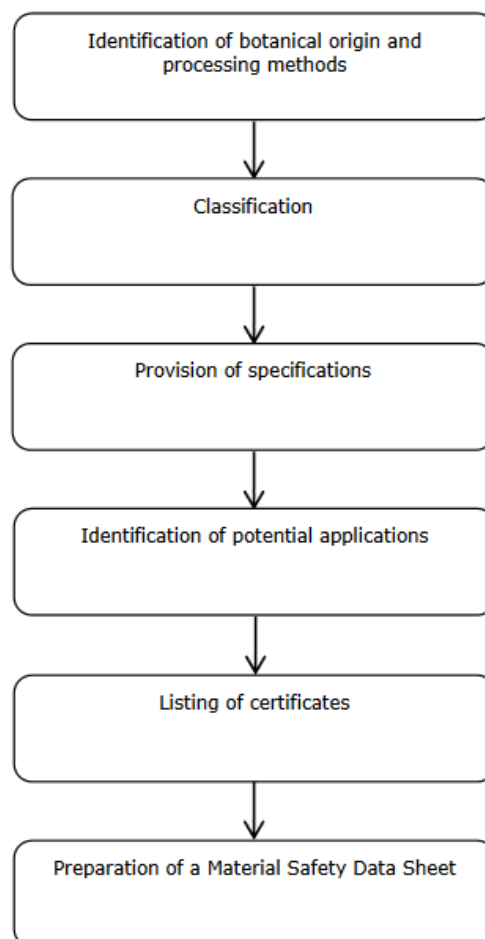 Identification of botanical origin and
processing methods
Classification
Provision of specifications
Identification of potential applications
Listing of certificates
Preparation of a Material Safety Data Sheet